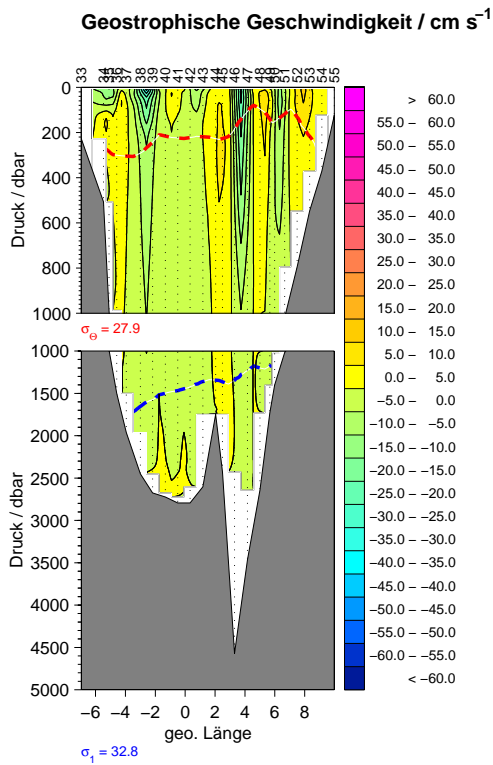 Geostrophische Geschwindigkeit / cm s⁻¹
33 34 35 36 37 38 39 40 41 42 43 44 45 46 47 48 49 50 51 52 53 54 55
Druck / dbar
0
200
400
600
800
1000
σΘ = 27.9
Druck / dbar
1000
1500
2000
2500
3000
3500
4000
4500
5000
−6 −4 −2 0 2 4 6 8
geo. Länge
σ1 = 32.8
> 60.0
55.0 − 60.0
50.0 − 55.0
45.0 − 50.0
40.0 − 45.0
35.0 − 40.0
30.0 − 35.0
25.0 − 30.0
20.0 − 25.0
15.0 − 20.0
10.0 − 15.0
5.0 − 10.0
0.0 − 5.0
−5.0 − 0.0
−10.0 − −5.0
−15.0 − −10.0
−20.0 − −15.0
−25.0 − −20.0
−30.0 − −25.0
−35.0 − −30.0
−40.0 − −35.0
−45.0 − −40.0
−50.0 − −45.0
−55.0 − −50.0
−60.0 − −55.0
< −60.0